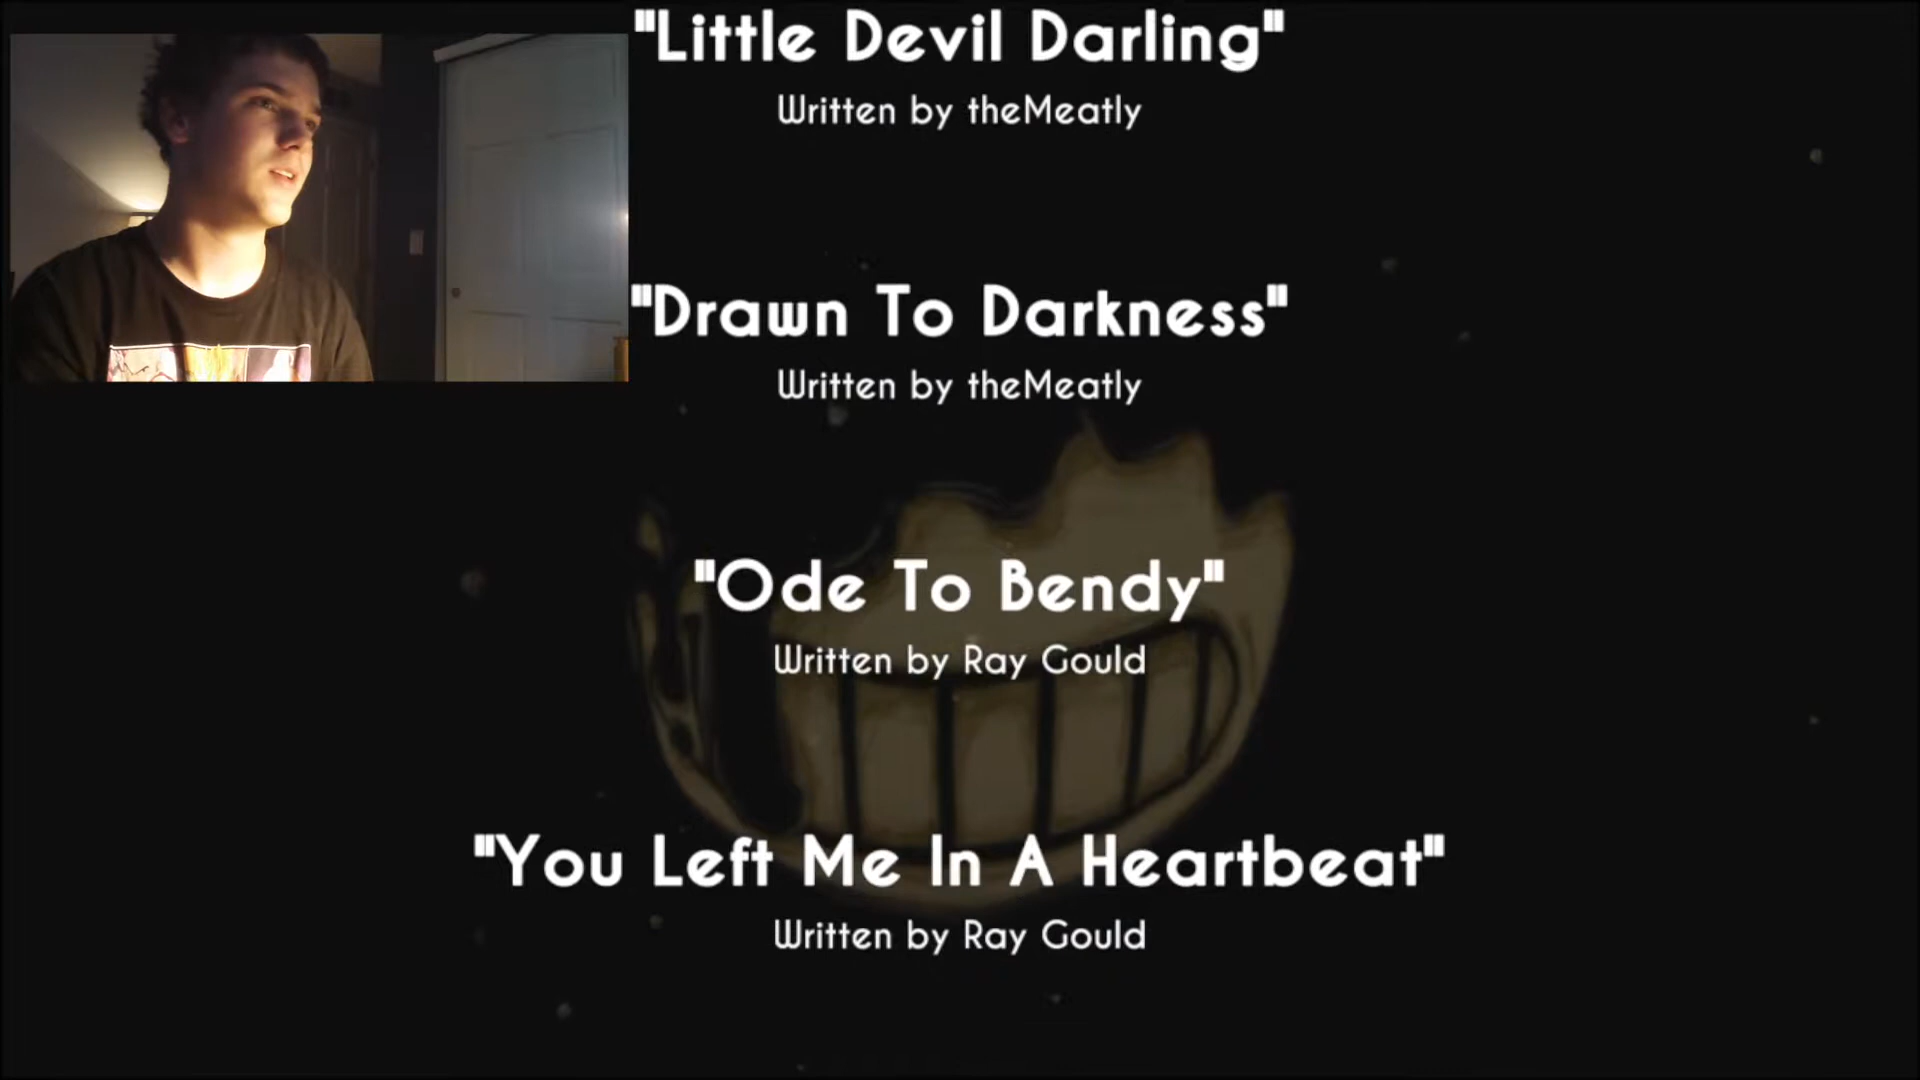 "Little Devil Darling"
Written by theMeatly
"Drawn To Darkness"
Written by theMeatly
"Ode To Bendy"
Written by Ray Gould
"You Left Me In A Heartbeat"
Written by Ray Gould